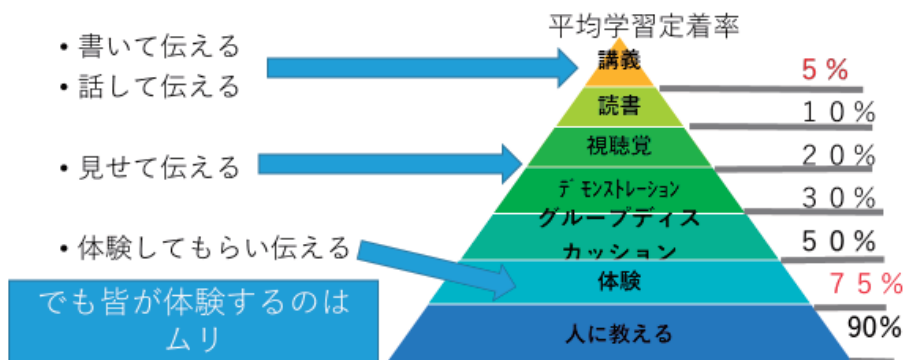 平均学習定着率
・書いて伝える
・話して伝える
・見せて伝える
・体験してもらい伝える
でも皆が体験するのは
ムリ
講義
5%
読書
10%
視聴覚
20%
デモンストレーション
30%
グループディス
カッション
50%
体験
75%
人に教える
90%